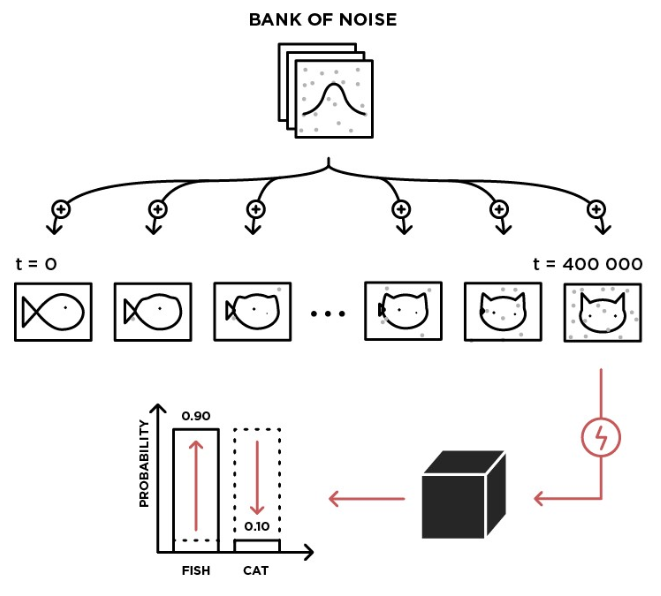 BANK OF NOISE
t = 0
t = 400 000
...
PROBABILITY
0.90
0.10
FISH
CAT